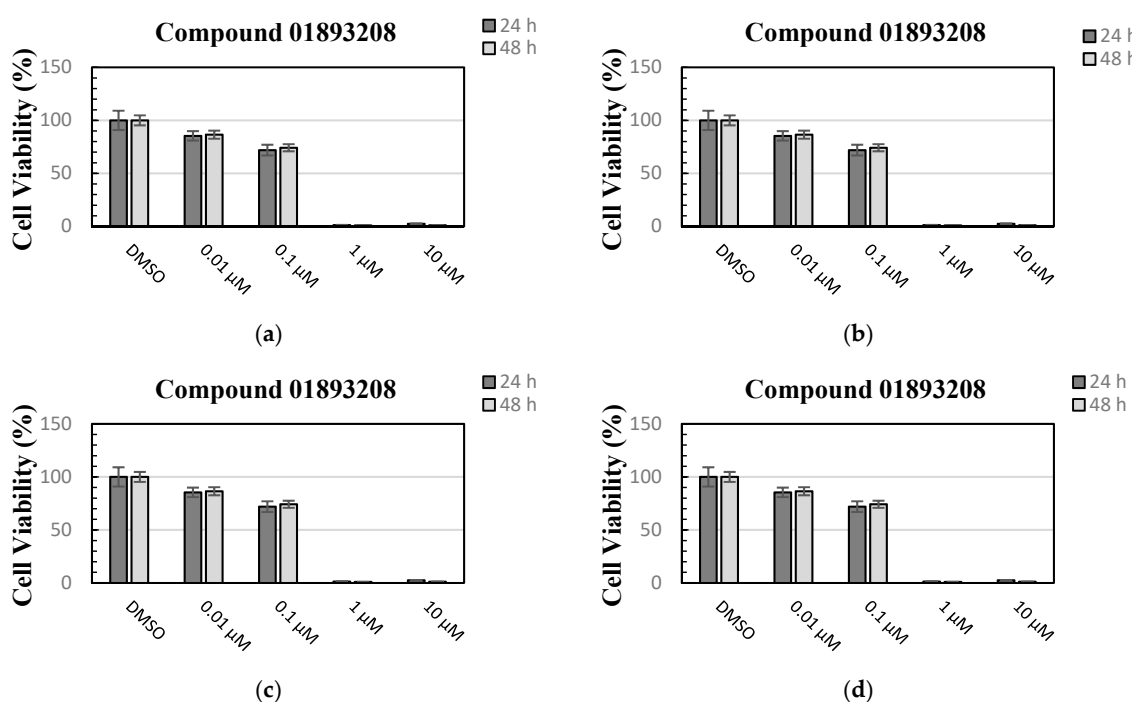 Compound 01893208
24 h
48 h
Cell Viability (%)
150
100
50
0
DMSO
0.01 µM
0.1 µM
1 µM
10 µM
(a)
Compound 01893208
24 h
48 h
Cell Viability (%)
150
100
50
0
DMSO
0.01 µM
0.1 µM
1 µM
10 µM
(b)
Compound 01893208
24 h
48 h
Cell Viability (%)
150
100
50
0
DMSO
0.01 µM
0.1 µM
1 µM
10 µM
(c)
Compound 01893208
24 h
48 h
Cell Viability (%)
150
100
50
0
DMSO
0.01 µM
0.1 µM
1 µM
10 µM
(d)